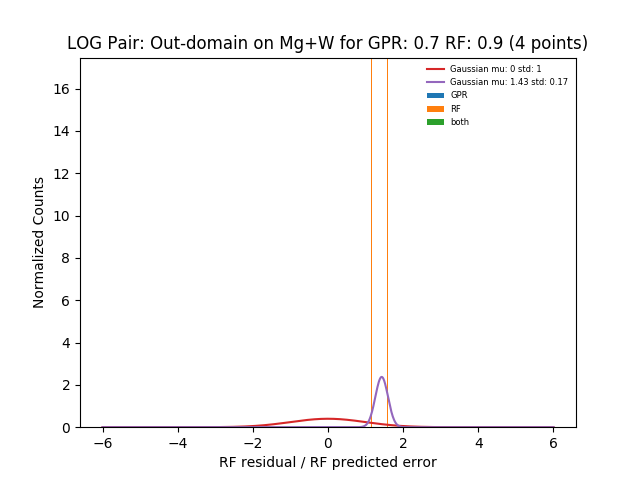 LOG Pair: Out-domain on Mg+W for GPR: 0.7 RF: 0.9 (4 points)
Gaussian mu: 0 std: 1
Gaussian mu: 1.43 std: 0.17
GPR
RF
both
Normalized Counts
16
14
12
10
8
6
4
2
0
−6 −4 −2 0 2 4 6
RF residual / RF predicted error